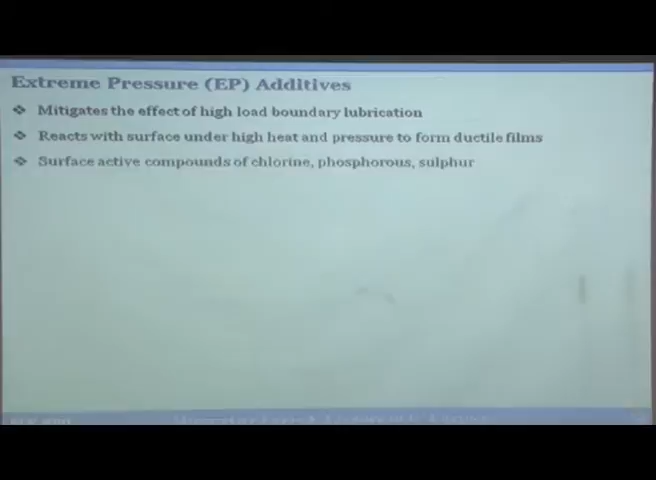 Extreme Pressure (EP) Additives
Mitigates the effect of high load boundary lubrication
Reacts with surface under high heat and pressure to form ductile films
Surface active compounds of chlorine, phosphorous, sulphur